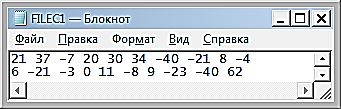 FILEC1 — Блокнот
Файл Правка Формат Вид Справка
21 37 -7 20 30 34 -40 -21 8 -4
6 -21 -3 0 11 -8 9 -23 -40 62